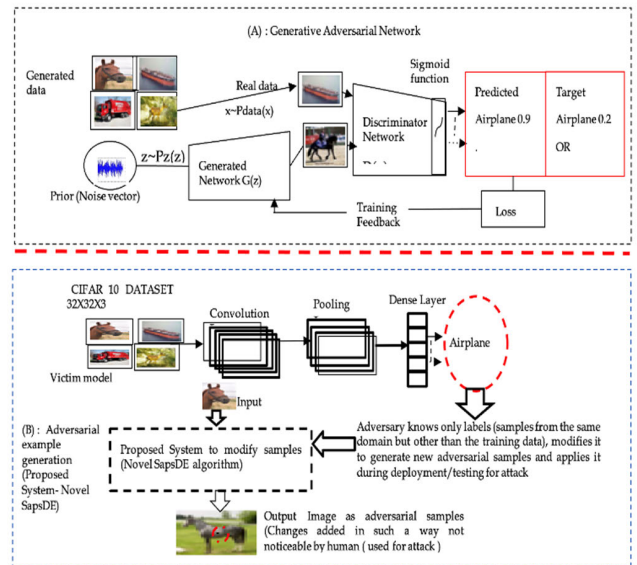 (A) : Generative Adversarial Network
Generated
data
Real data
x~Pdata(x)
Sigmoid
function
Discriminator
Network
Predicted
Airplane 0.9
.
Target
Airplane 0.2
OR
z~Pz(z)
Generated
Network G(z)
Prior (Noise vector)
Training
Feedback
Loss
CIFAR 10 DATASET
32X32X3
Convolution
Pooling
Dense Layer
Airplane
Victim model
Input
(B) : Adversarial
example
generation
(Proposed
System- Novel
SapsDE)
Proposed System to modify samples
(Novel SapsDE algorithm)
Adversary knows only labels (samples from the same
domain but other than the training data), modifies it
to generate new adversarial samples and applies it
during deployment/testing for attack
Output Image as adversarial samples
(Changes added in such a way not
noticeable by human ( used for attack )